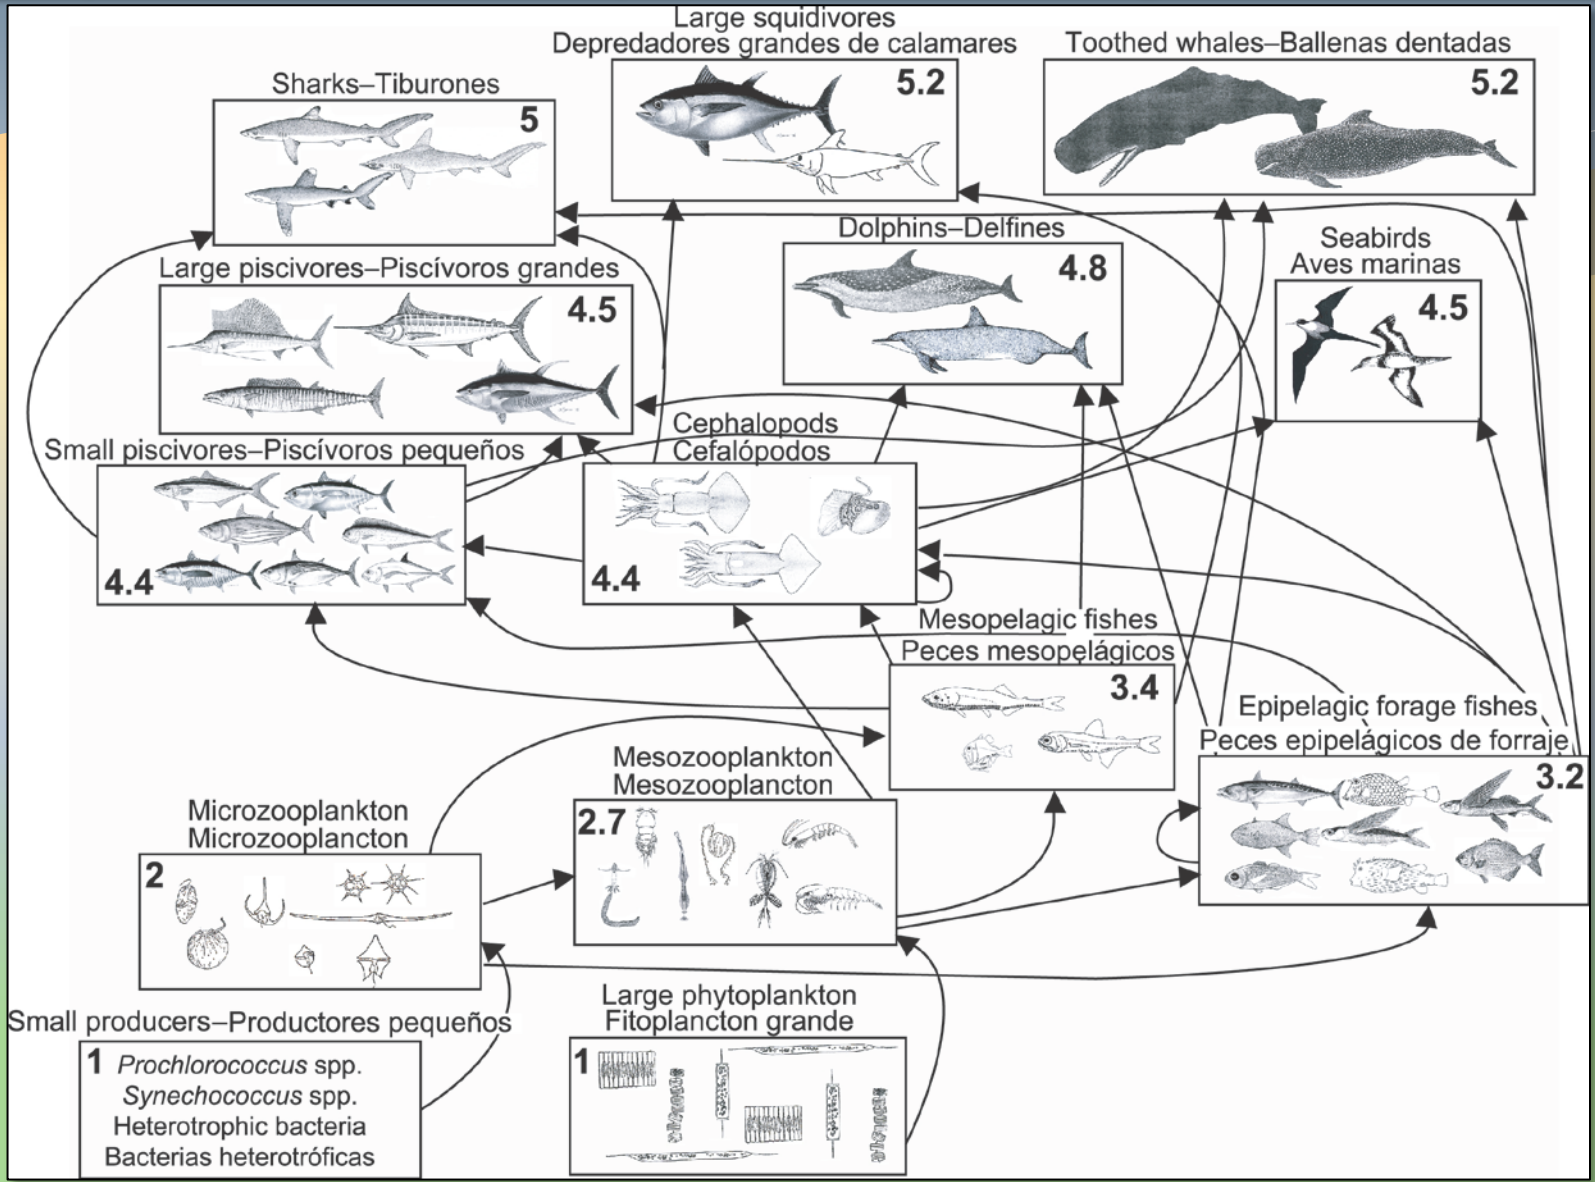 Large squidivores
Depredadores grandes de calamares
5.2
Toothed whales–Ballenas dentadas
5.2
Sharks–Tiburones
5
Dolphins–Delfines
4.8
Seabirds
Aves marinas
4.5
Large piscivores–Piscívoros grandes
4.5
Cephalopods
Cefalópodos
4.4
Small piscivores–Piscívoros pequeños
4.4
Mesopelagic fishes
Peces mesopelágicos
3.4
Epipelagic forage fishes
Peces epipelágicos de forraje
3.2
Mesozooplankton
Mesozooplancton
2.7
Microzooplankton
Microzooplancton
2
Small producers–Productores pequeños
1 Prochlorococcus spp.
Synechococcus spp.
Heterotrophic bacteria
Bacterias heterotróficas
Large phytoplankton
Fitoplancton grande
1